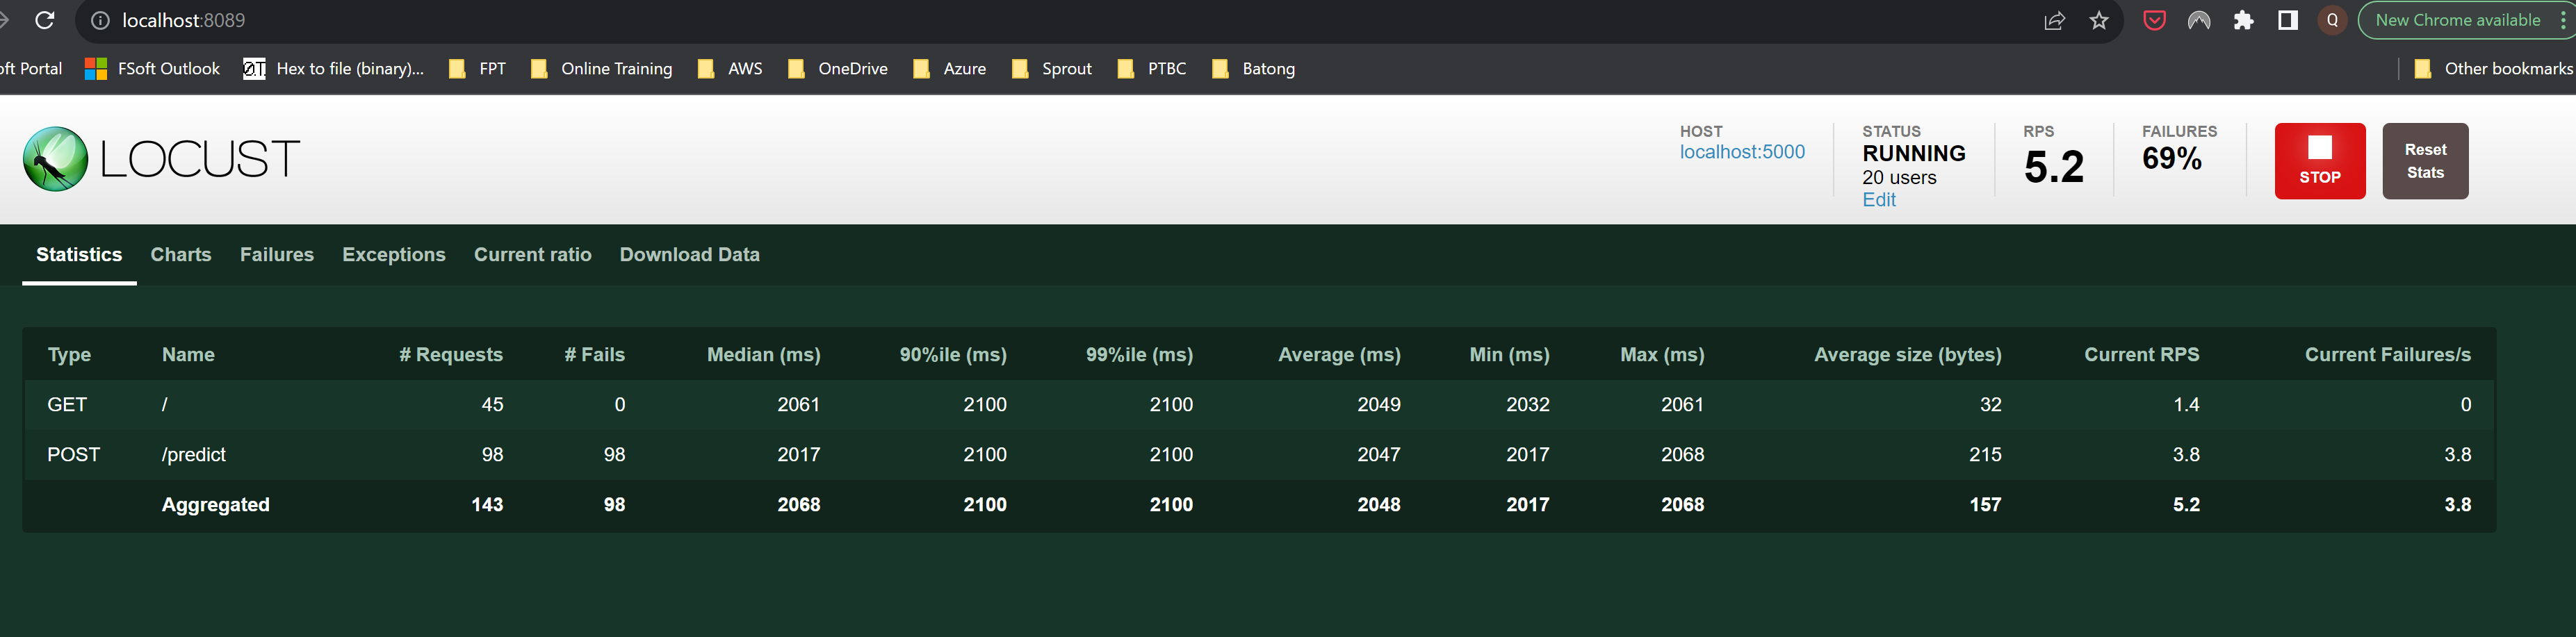 localhost:8089
New Chrome available
oft Portal FSoft Outlook Hex to file (binary)... FPT Online Training AWS OneDrive Azure Sprout PTBC Batong Other bookmarks
LOCUST
HOST
localhost:5000
STATUS
RUNNING
20 users
Edit
RPS
5.2
FAILURES
69%
STOP
Reset
Stats
Statistics Charts Failures Exceptions Current ratio Download Data
Type Name # Requests # Fails Median (ms) 90%ile (ms) 99%ile (ms) Average (ms) Min (ms) Max (ms) Average size (bytes) Current RPS Current Failures/s
GET / 45 0 2061 2100 2100 2049 2032 2061 32 1.4 0
POST /predict 98 98 2017 2100 2100 2047 2017 2068 215 3.8 3.8
Aggregated 143 98 2068 2100 2100 2048 2017 2068 157 5.2 3.8